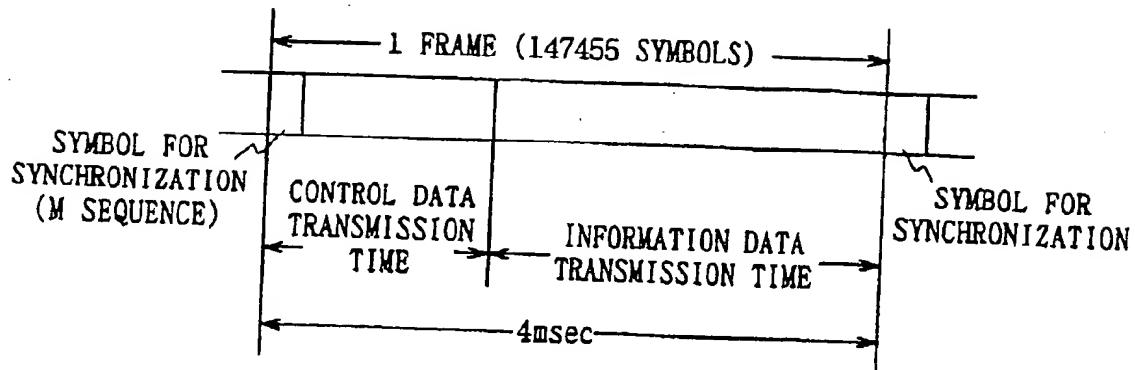 1 FRAME (147455 SYMBOLS)
SYMBOL FOR
SYNCHRONIZATION
(M SEQUENCE)
CONTROL DATA
TRANSMISSION
TIME
INFORMATION DATA
TRANSMISSION TIME
SYMBOL FOR
SYNCHRONIZATION
4msec